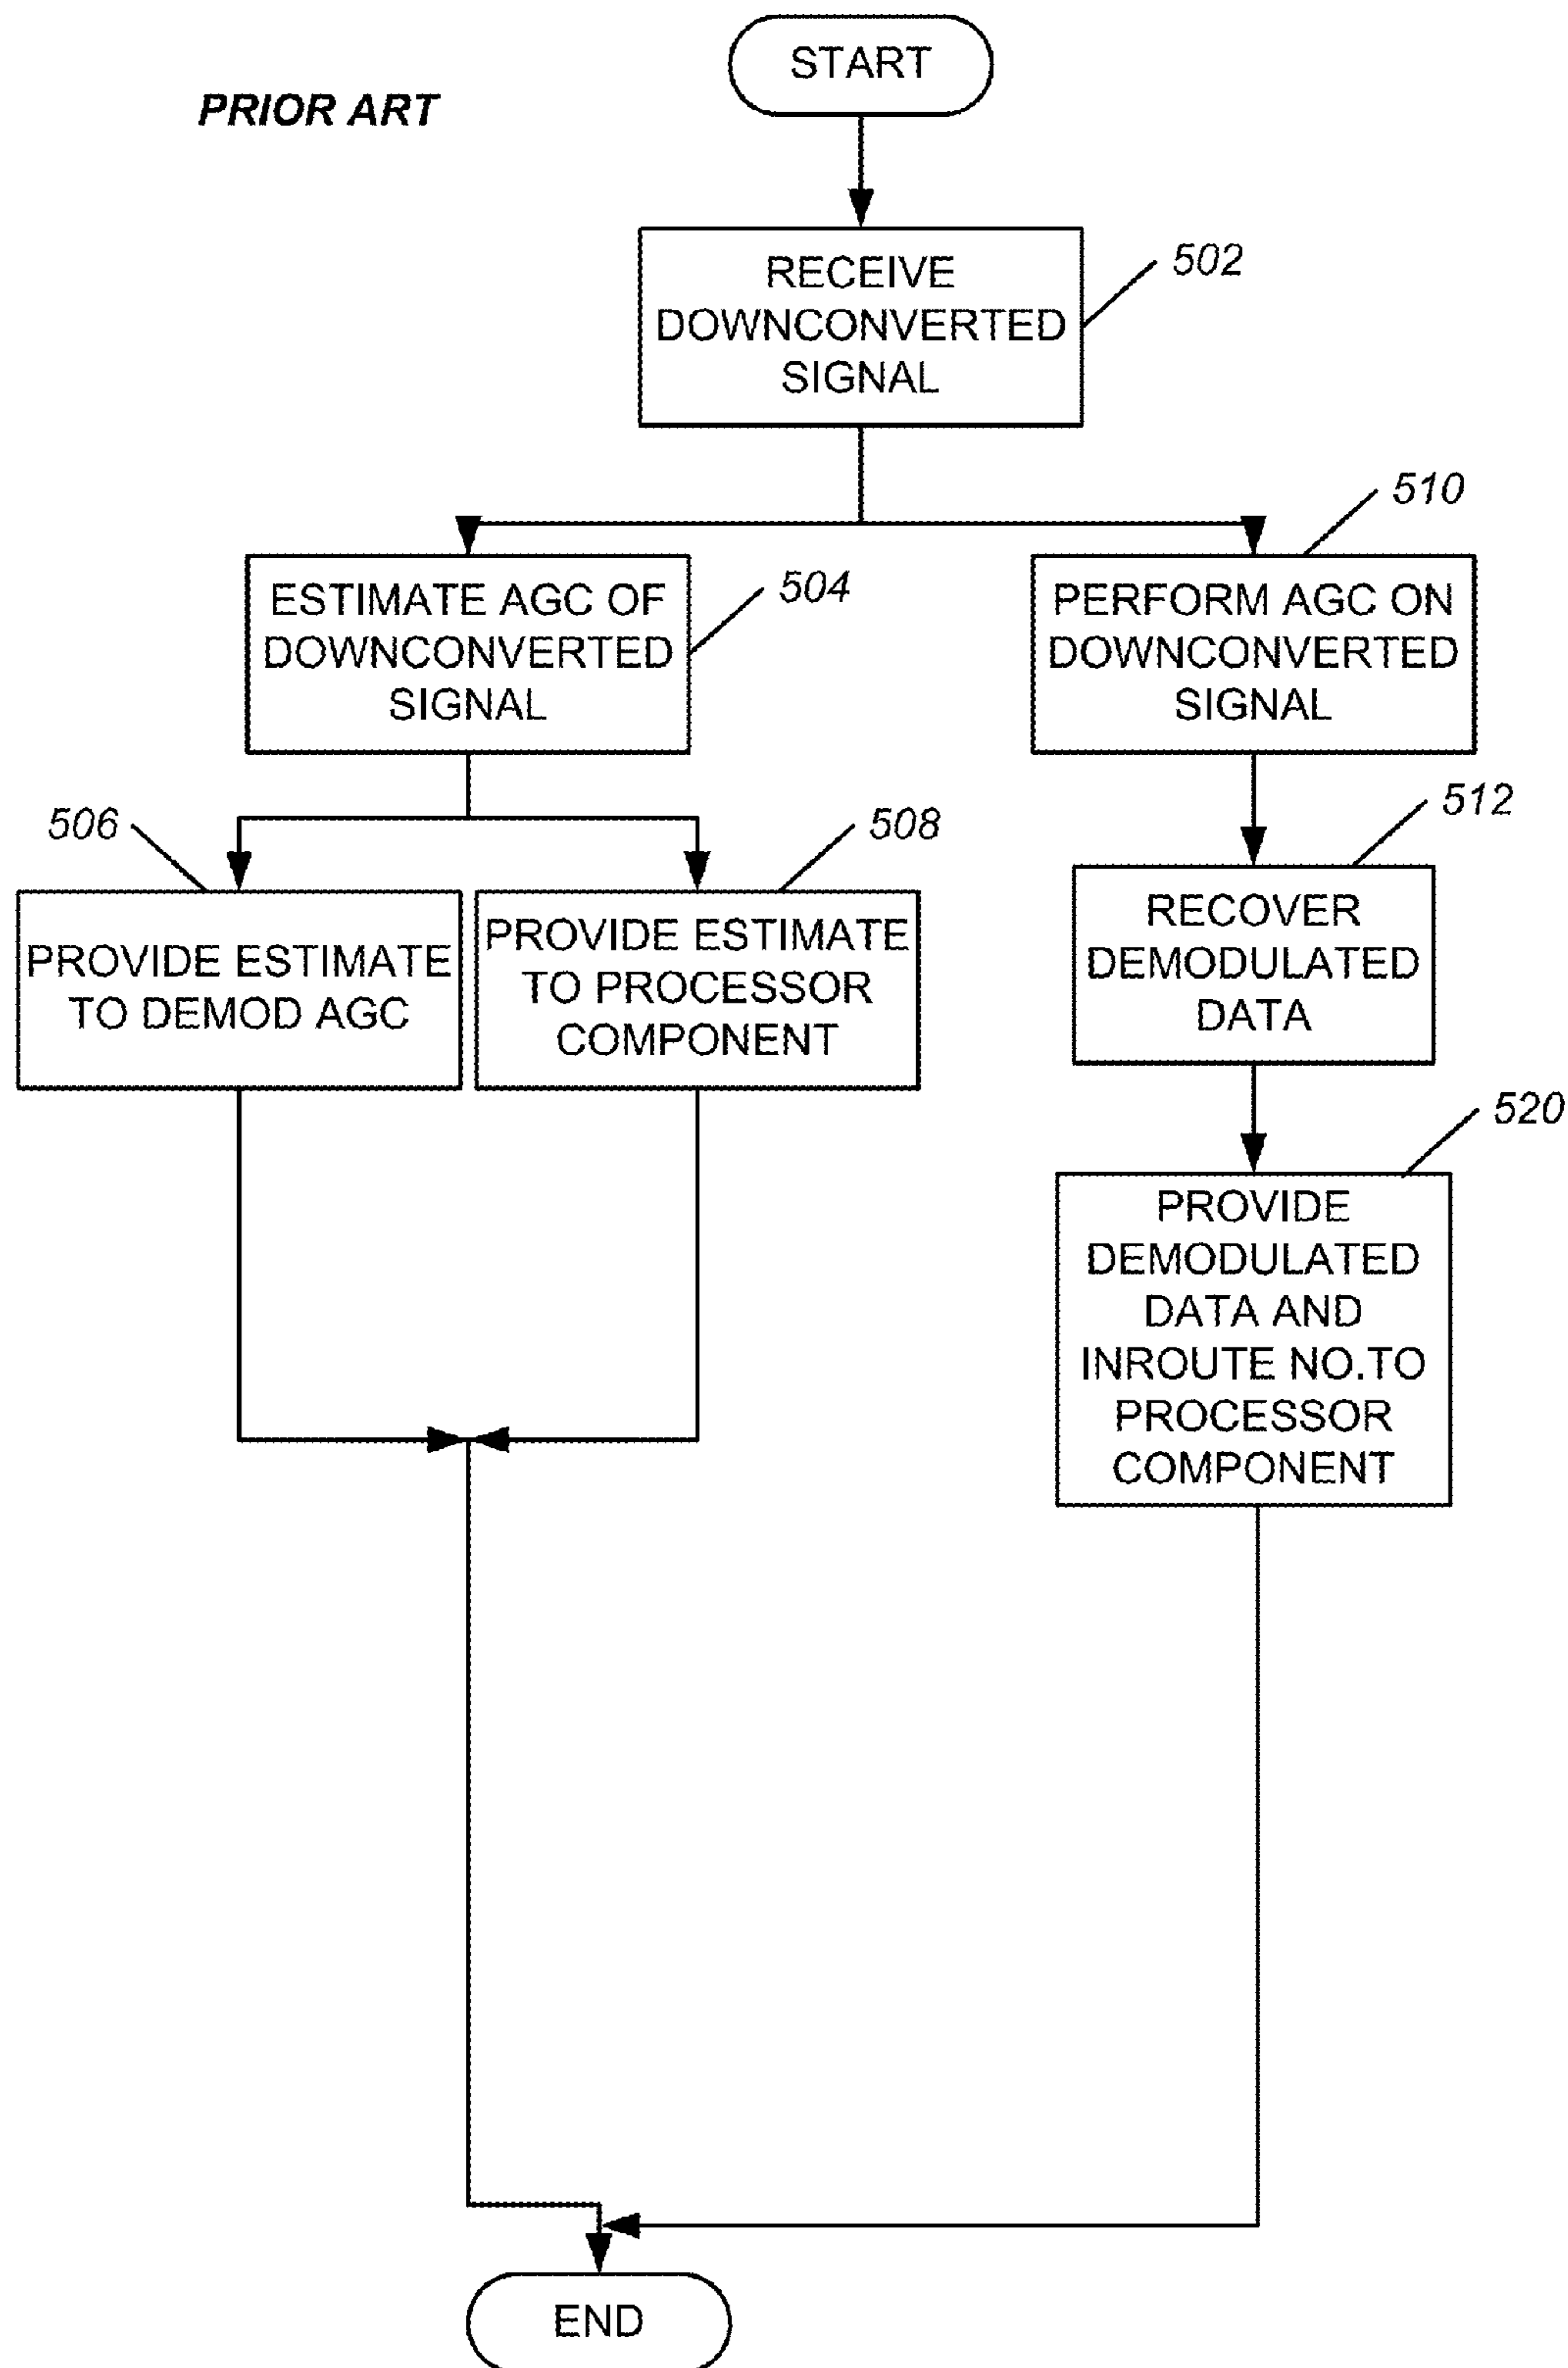 START
PRIOR ART
RECEIVE
DOWNCONVERTED
SIGNAL
502
510
ESTIMATE AGC OF
DOWNCONVERTED
SIGNAL
504
PERFORM AGC ON
DOWNCONVERTED
SIGNAL
506
508
512
PROVIDE ESTIMATE
TO DEMOD AGC
PROVIDE ESTIMATE
TO PROCESSOR
COMPONENT
RECOVER
DEMODULATED
DATA
520
PROVIDE
DEMODULATED
DATA AND
INROUTE NO.TO
PROCESSOR
COMPONENT
END